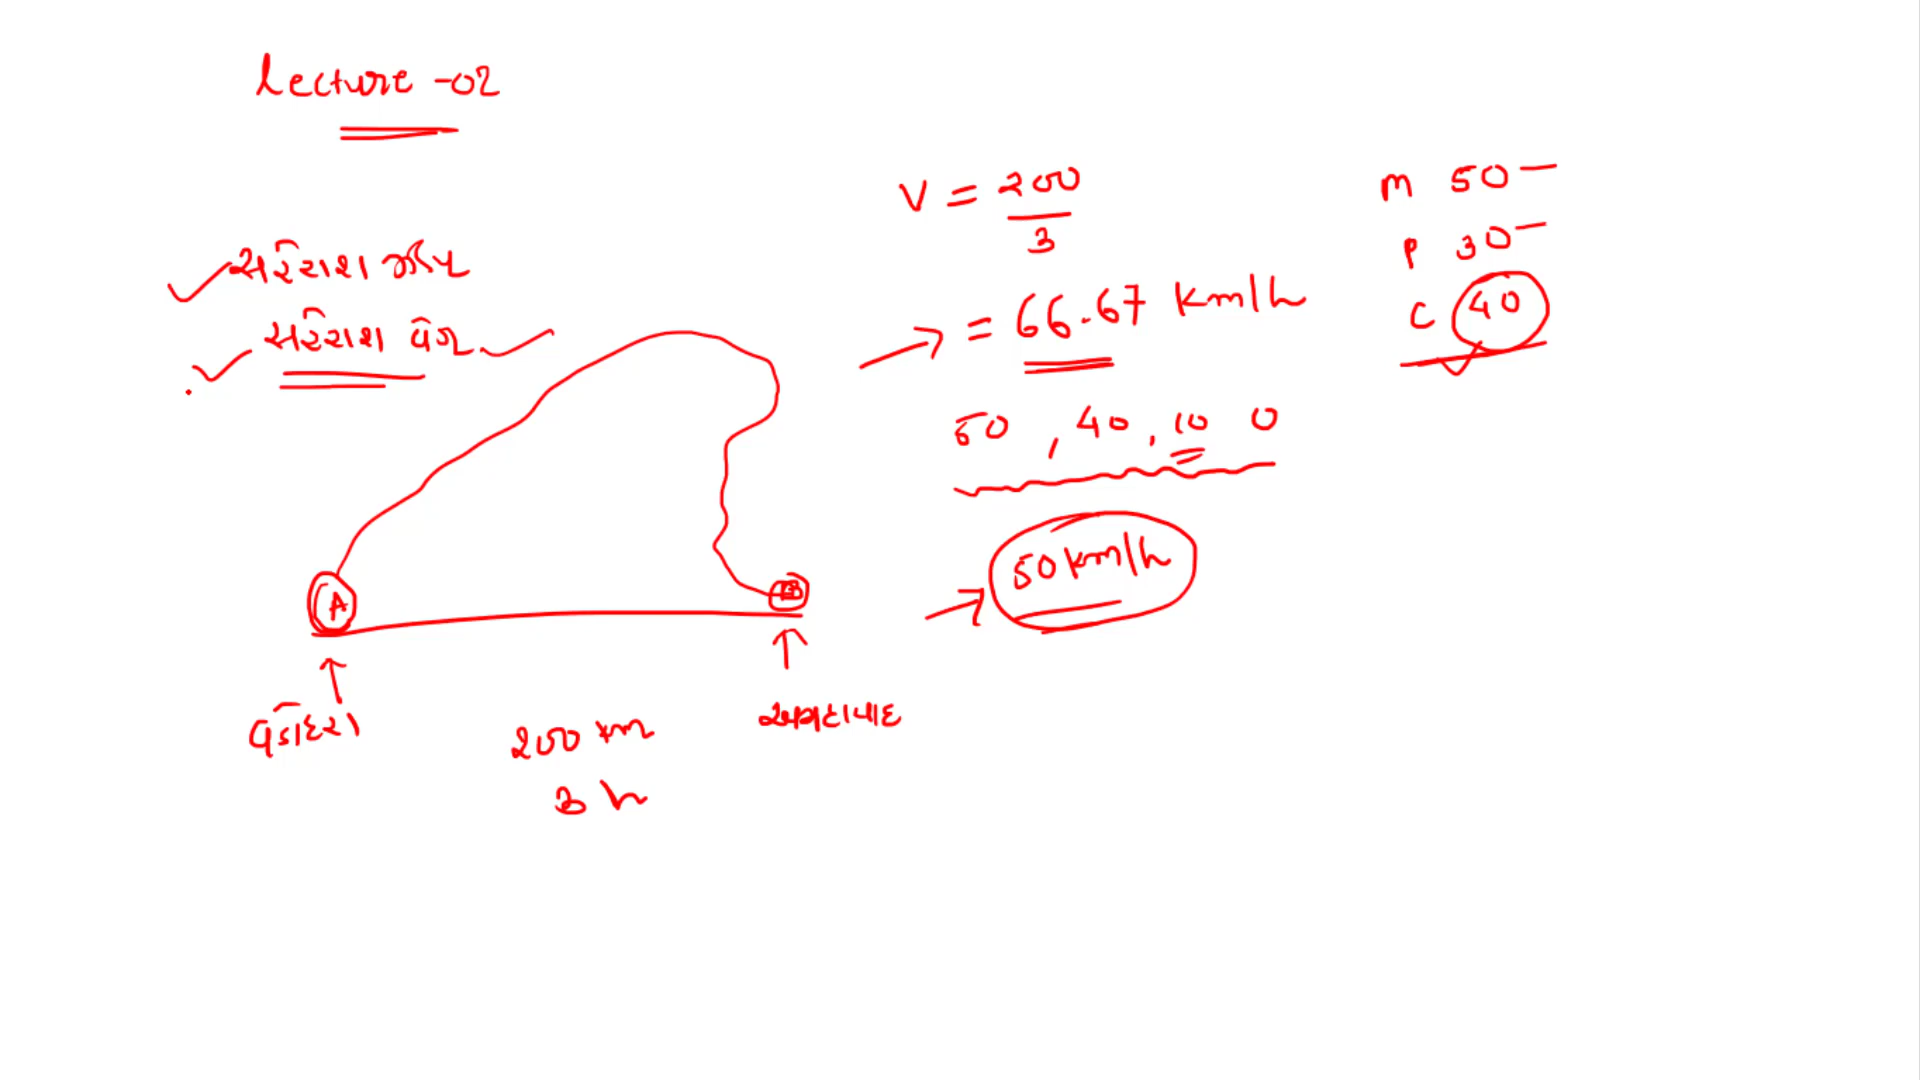 Lecture -02
સરેરાશ ઝડપ
સરેરાશ વેગ
A
B
વડોદરા
અમદાવાદ
200 km
3 h
V = 200
3
= 66.67 km/h
50 , 40 , 10 0
50 km/h
M 50 -
P 30 -
C 40